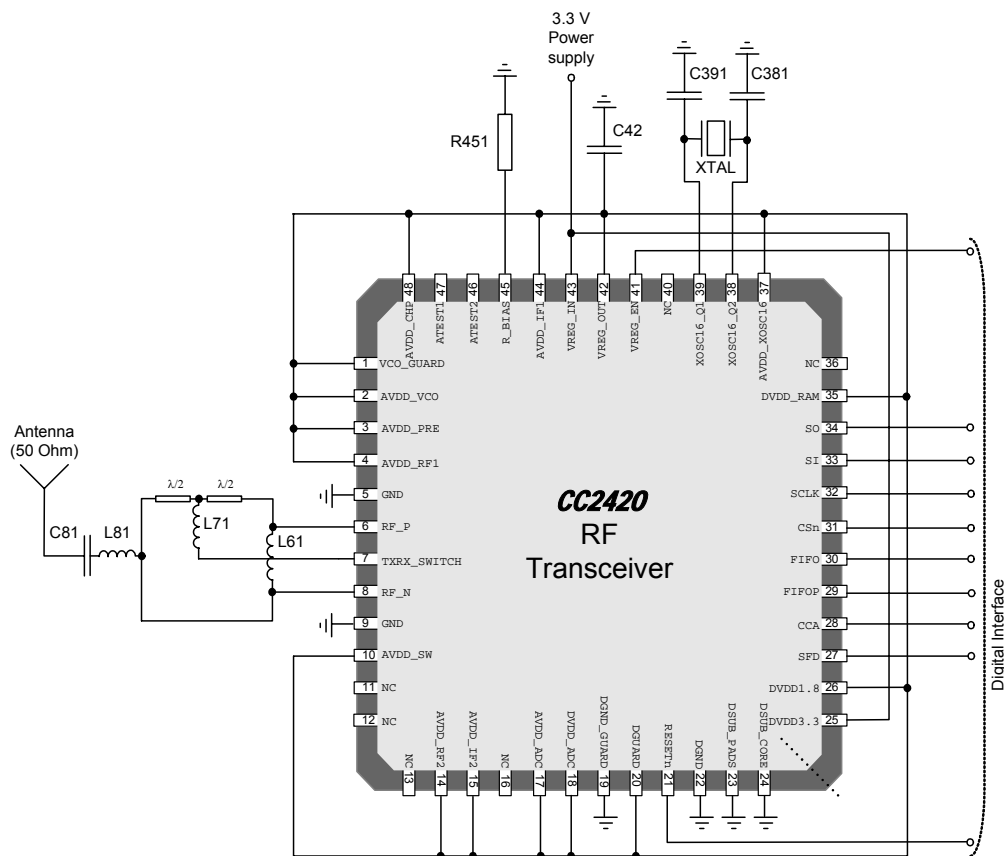 3.3 V
Power
supply
C391
C381
R451
C42
XTAL
48
47
46
45
44
43
42
41
40
39
38
37
AVDD_CHP
ATEST1
ATEST2
R_BIAS
AVDD_IF1
VREG_IN
VREG_OUT
VREG_EN
NC
XOSC16_Q1
XOSC16_Q2
AVDD_XOSC16
1 VCO_GUARD
2 AVDD_VCO
3 AVDD_PRE
4 AVDD_RF1
5 GND
6 RF_P
7 TXRX_SWITCH
8 RF_N
9 GND
10 AVDD_SW
11 NC
12 NC
Antenna
(50 Ohm)
λ/2
λ/2
C81
L81
L71
L61
CC2420
RF
Transceiver
NC 36
DVDD_RAM 35
SO 34
SI 33
SCLK 32
CSn 31
FIFO 30
FIFOP 29
CCA 28
SFD 27
DVDD1.8 26
DVDD3.3 25
Digital Interface
NC
AVDD_RF2
AVDD_IF2
NC
AVDD_ADC
DVDD_ADC
DGND_GUARD
DGUARD
RESETn
DGND
DSUB_PADS
DSUB_CORE
13
14
15
16
17
18
19
20
21
22
23
24